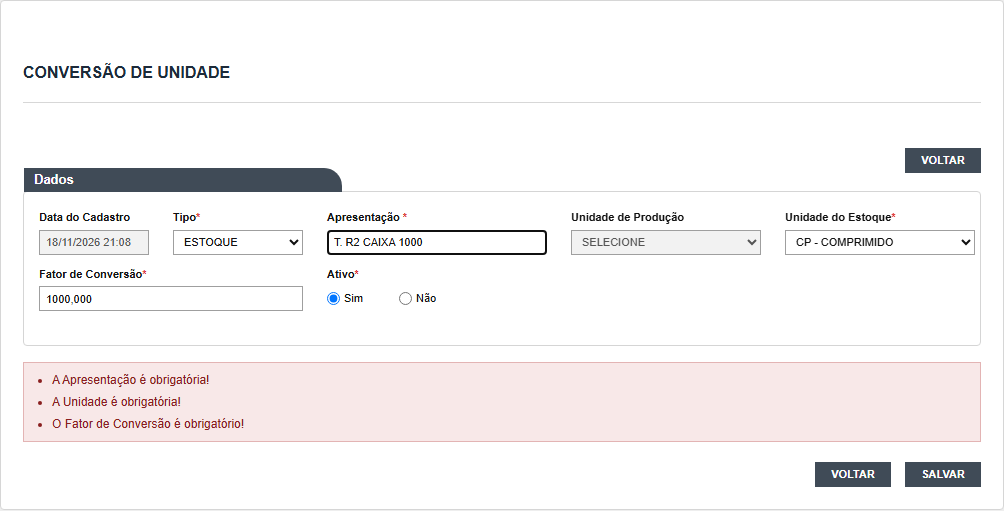 CONVERSÃO DE UNIDADE
VOLTAR
Dados
Data do Cadastro Tipo* Apresentação * Unidade de Produção Unidade do Estoque*
18/11/2026 21:08 ESTOQUE T. R2 CAIXA 1000 SELECIONE CP - COMPRIMIDO
Fator de Conversão* Ativo*
1000,000 Sim Não
A Apresentação é obrigatória!
A Unidade é obrigatória!
O Fator de Conversão é obrigatório!
VOLTAR SALVAR